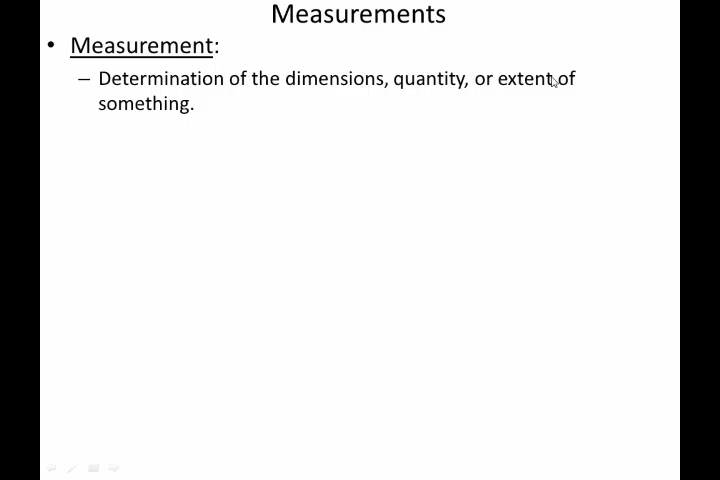 Measurements
• Measurement:
– Determination of the dimensions, quantity, or extent of
something.